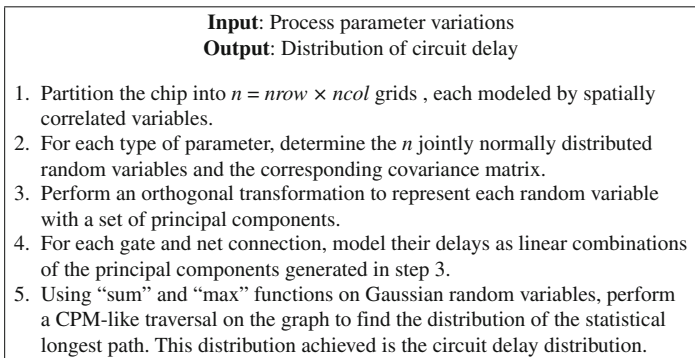 Input: Process parameter variations
Output: Distribution of circuit delay
1. Partition the chip into n = nrow × ncol grids , each modeled by spatially
correlated variables.
2. For each type of parameter, determine the n jointly normally distributed
random variables and the corresponding covariance matrix.
3. Perform an orthogonal transformation to represent each random variable
with a set of principal components.
4. For each gate and net connection, model their delays as linear combinations
of the principal components generated in step 3.
5. Using “sum” and “max” functions on Gaussian random variables, perform
a CPM-like traversal on the graph to find the distribution of the statistical
longest path. This distribution achieved is the circuit delay distribution.